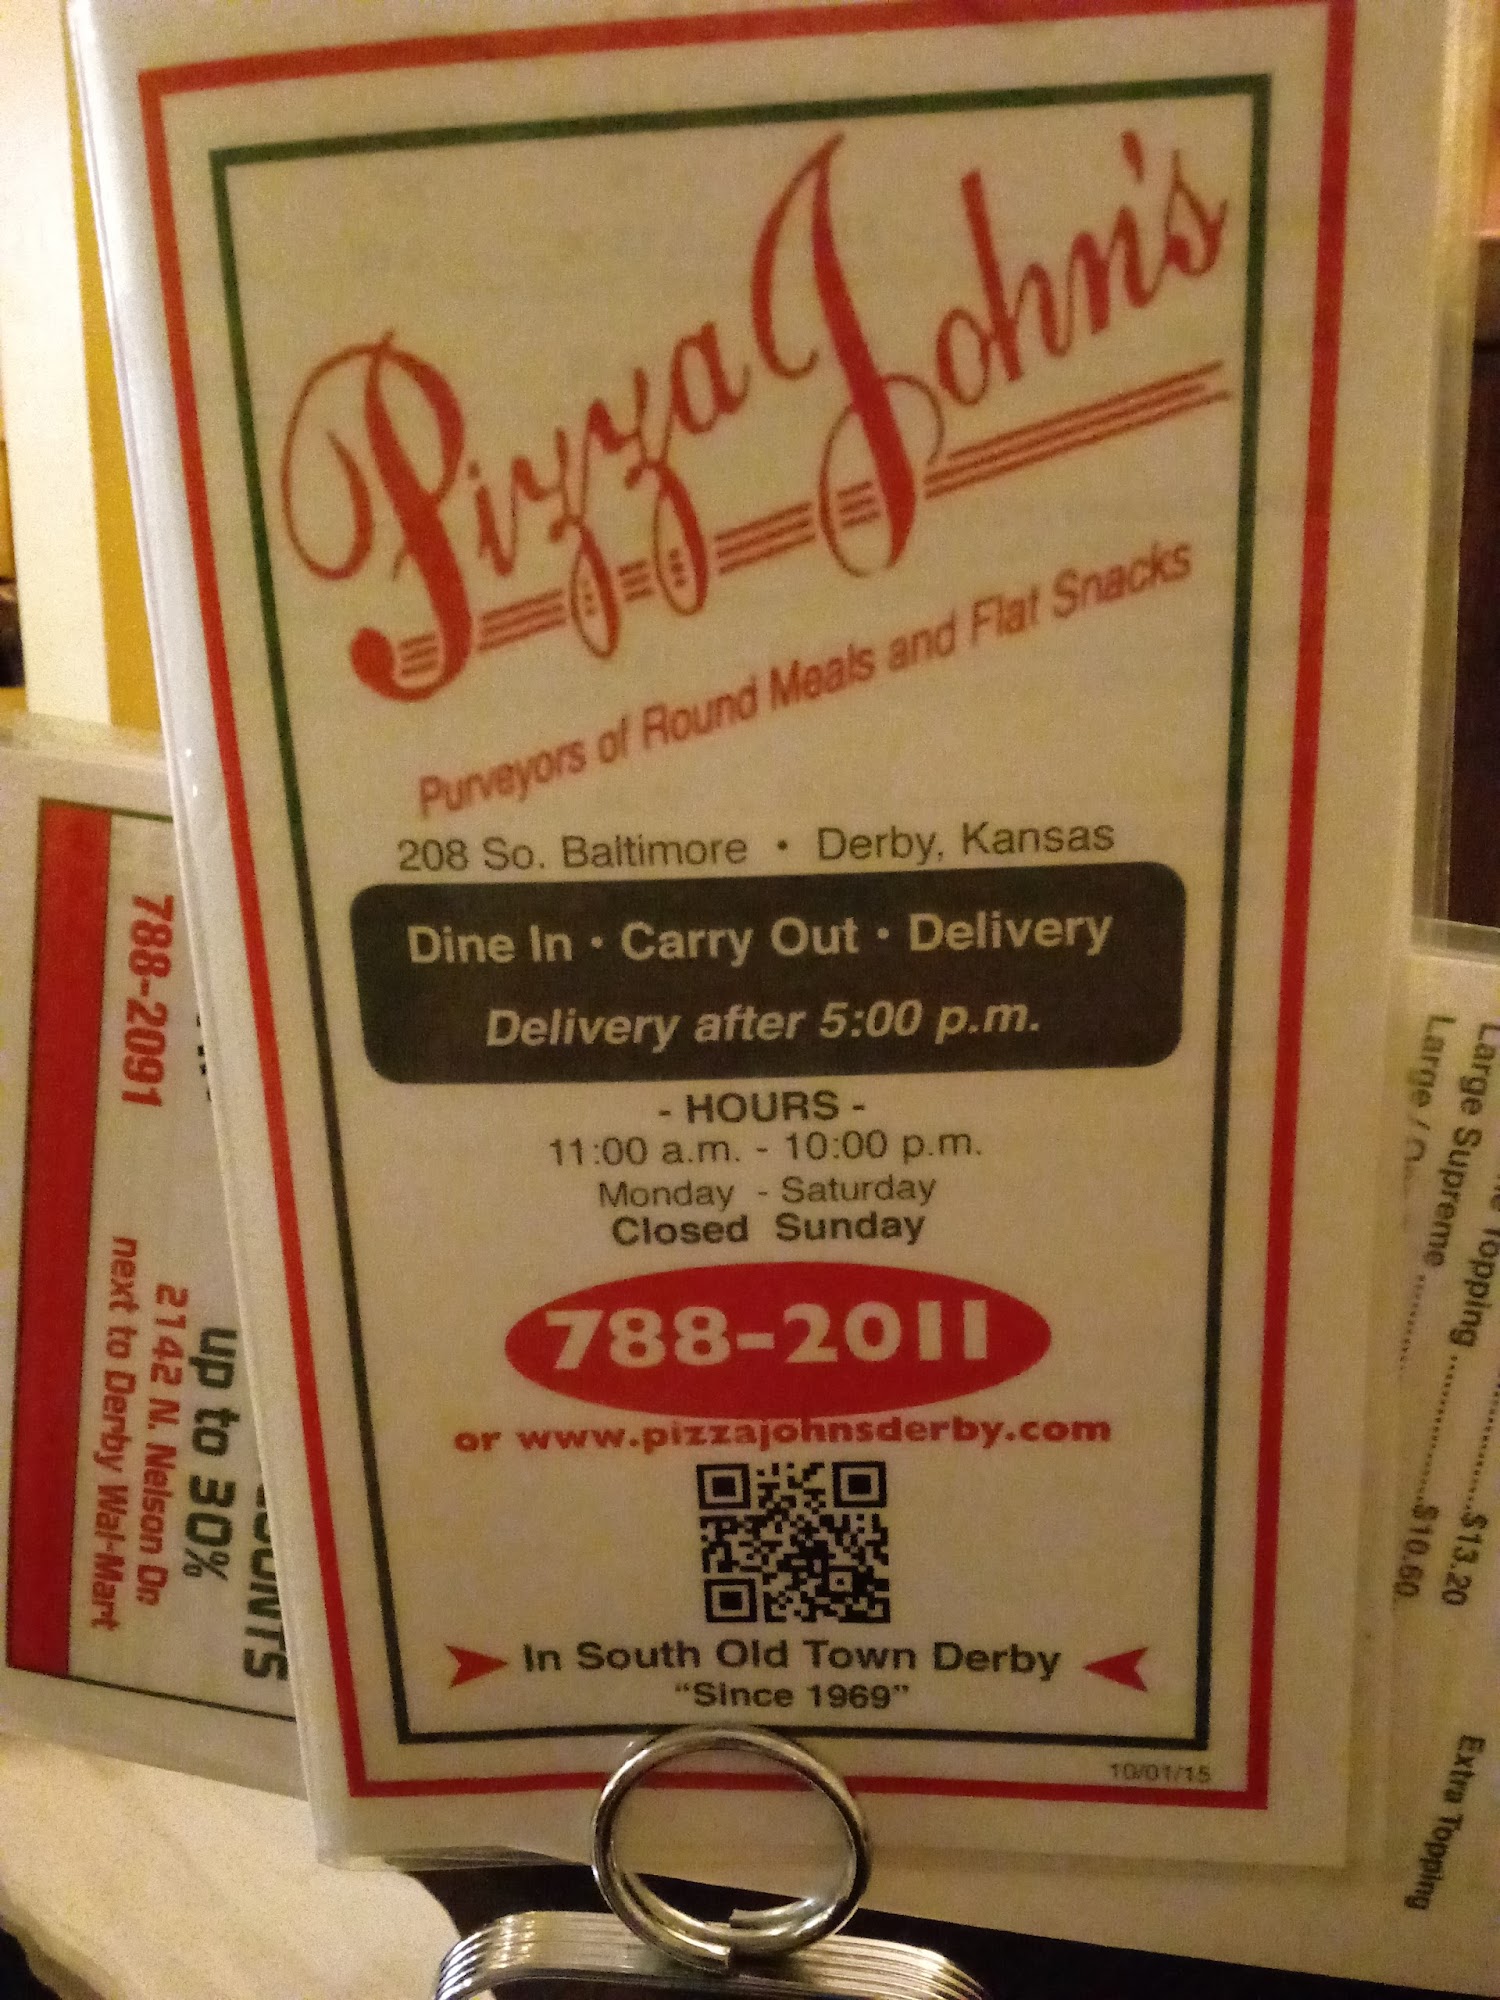 Pizza John's
Purveyors of Round Meals and Flat Snacks
208 So. Baltimore • Derby, Kansas
Dine In • Carry Out • Delivery
Delivery after 5:00 p.m.
- HOURS -
11:00 a.m. - 10:00 p.m.
Monday - Saturday
Closed Sunday
788-2011
or www.pizzajohnsderby.com
In South Old Town Derby
"Since 1969"
10/01/15
up to 30%
2142 N. Nelson Dr.
next to Derby Wal-Mart
788-2091
Topping
Large Supreme ..........$13.20
Large / ..........$10.60
Extra Topping